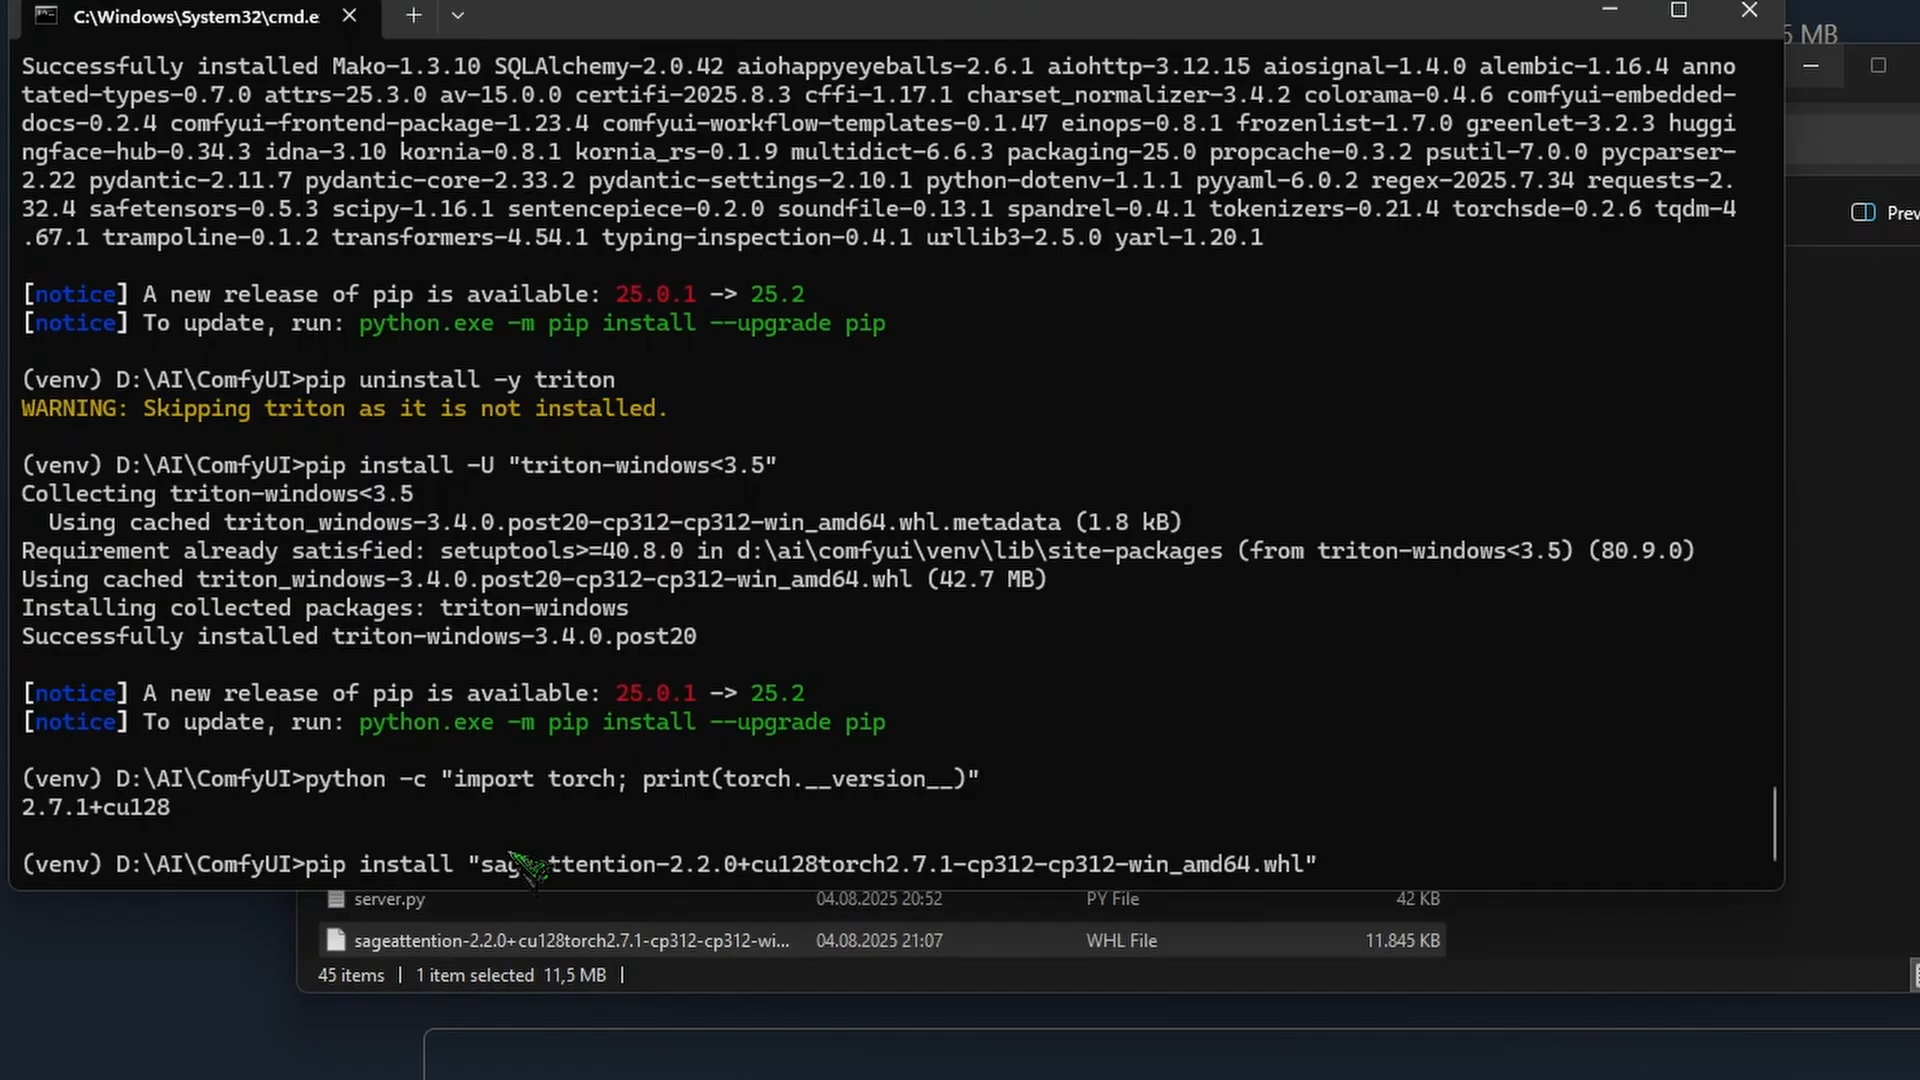 C:\Windows\System32\cmd.e
5 MB
Successfully installed Mako-1.3.10 SQLAlchemy-2.0.42 aiohappyeyeballs-2.6.1 aiohttp-3.12.15 aiosignal-1.4.0 alembic-1.16.4 anno
tated-types-0.7.0 attrs-25.3.0 av-15.0.0 certifi-2025.8.3 cffi-1.17.1 charset_normalizer-3.4.2 colorama-0.4.6 comfyui-embedded-
docs-0.2.4 comfyui-frontend-package-1.23.4 comfyui-workflow-templates-0.1.47 einops-0.8.1 frozenlist-1.7.0 greenlet-3.2.3 huggi
ngface-hub-0.34.3 idna-3.10 kornia-0.8.1 kornia_rs-0.1.9 multidict-6.6.3 packaging-25.0 propcache-0.3.2 psutil-7.0.0 pycparser-
2.22 pydantic-2.11.7 pydantic-core-2.33.2 pydantic-settings-2.10.1 python-dotenv-1.1.1 pyyaml-6.0.2 regex-2025.7.34 requests-2.
32.4 safetensors-0.5.3 scipy-1.16.1 sentencepiece-0.2.0 soundfile-0.13.1 spandrel-0.4.1 tokenizers-0.21.4 torchsde-0.2.6 tqdm-4
.67.1 trampoline-0.1.2 transformers-4.54.1 typing-inspection-0.4.1 urllib3-2.5.0 yarl-1.20.1
Prev
[notice] A new release of pip is available: 25.0.1 -> 25.2
[notice] To update, run: python.exe -m pip install --upgrade pip
(venv) D:\AI\ComfyUI>pip uninstall -y triton
WARNING: Skipping triton as it is not installed.
(venv) D:\AI\ComfyUI>pip install -U "triton-windows<3.5"
Collecting triton-windows<3.5
Using cached triton_windows-3.4.0.post20-cp312-cp312-win_amd64.whl.metadata (1.8 kB)
Requirement already satisfied: setuptools>=40.8.0 in d:\ai\comfyui\venv\lib\site-packages (from triton-windows<3.5) (80.9.0)
Using cached triton_windows-3.4.0.post20-cp312-cp312-win_amd64.whl (42.7 MB)
Installing collected packages: triton-windows
Successfully installed triton-windows-3.4.0.post20
[notice] A new release of pip is available: 25.0.1 -> 25.2
[notice] To update, run: python.exe -m pip install --upgrade pip
(venv) D:\AI\ComfyUI>python -c "import torch; print(torch.__version__)"
2.7.1+cu128
(venv) D:\AI\ComfyUI>pip install "sageattention-2.2.0+cu128torch2.7.1-cp312-cp312-win_amd64.whl"
server.py 04.08.2025 20:52 PY File 42 KB
sageattention-2.2.0+cu128torch2.7.1-cp312-cp312-wi... 04.08.2025 21:07 WHL File 11.845 KB
45 items | 1 item selected 11,5 MB |